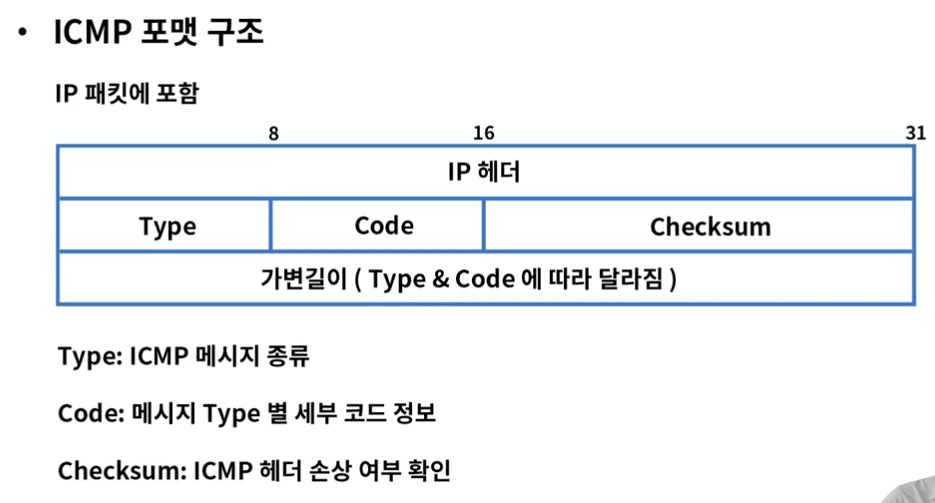 • ICMP 포맷 구조
IP 패킷에 포함
8 16 31
IP 헤더
Type Code Checksum
가변길이 ( Type & Code 에 따라 달라짐 )
Type: ICMP 메시지 종류
Code: 메시지 Type 별 세부 코드 정보
Checksum: ICMP 헤더 손상 여부 확인